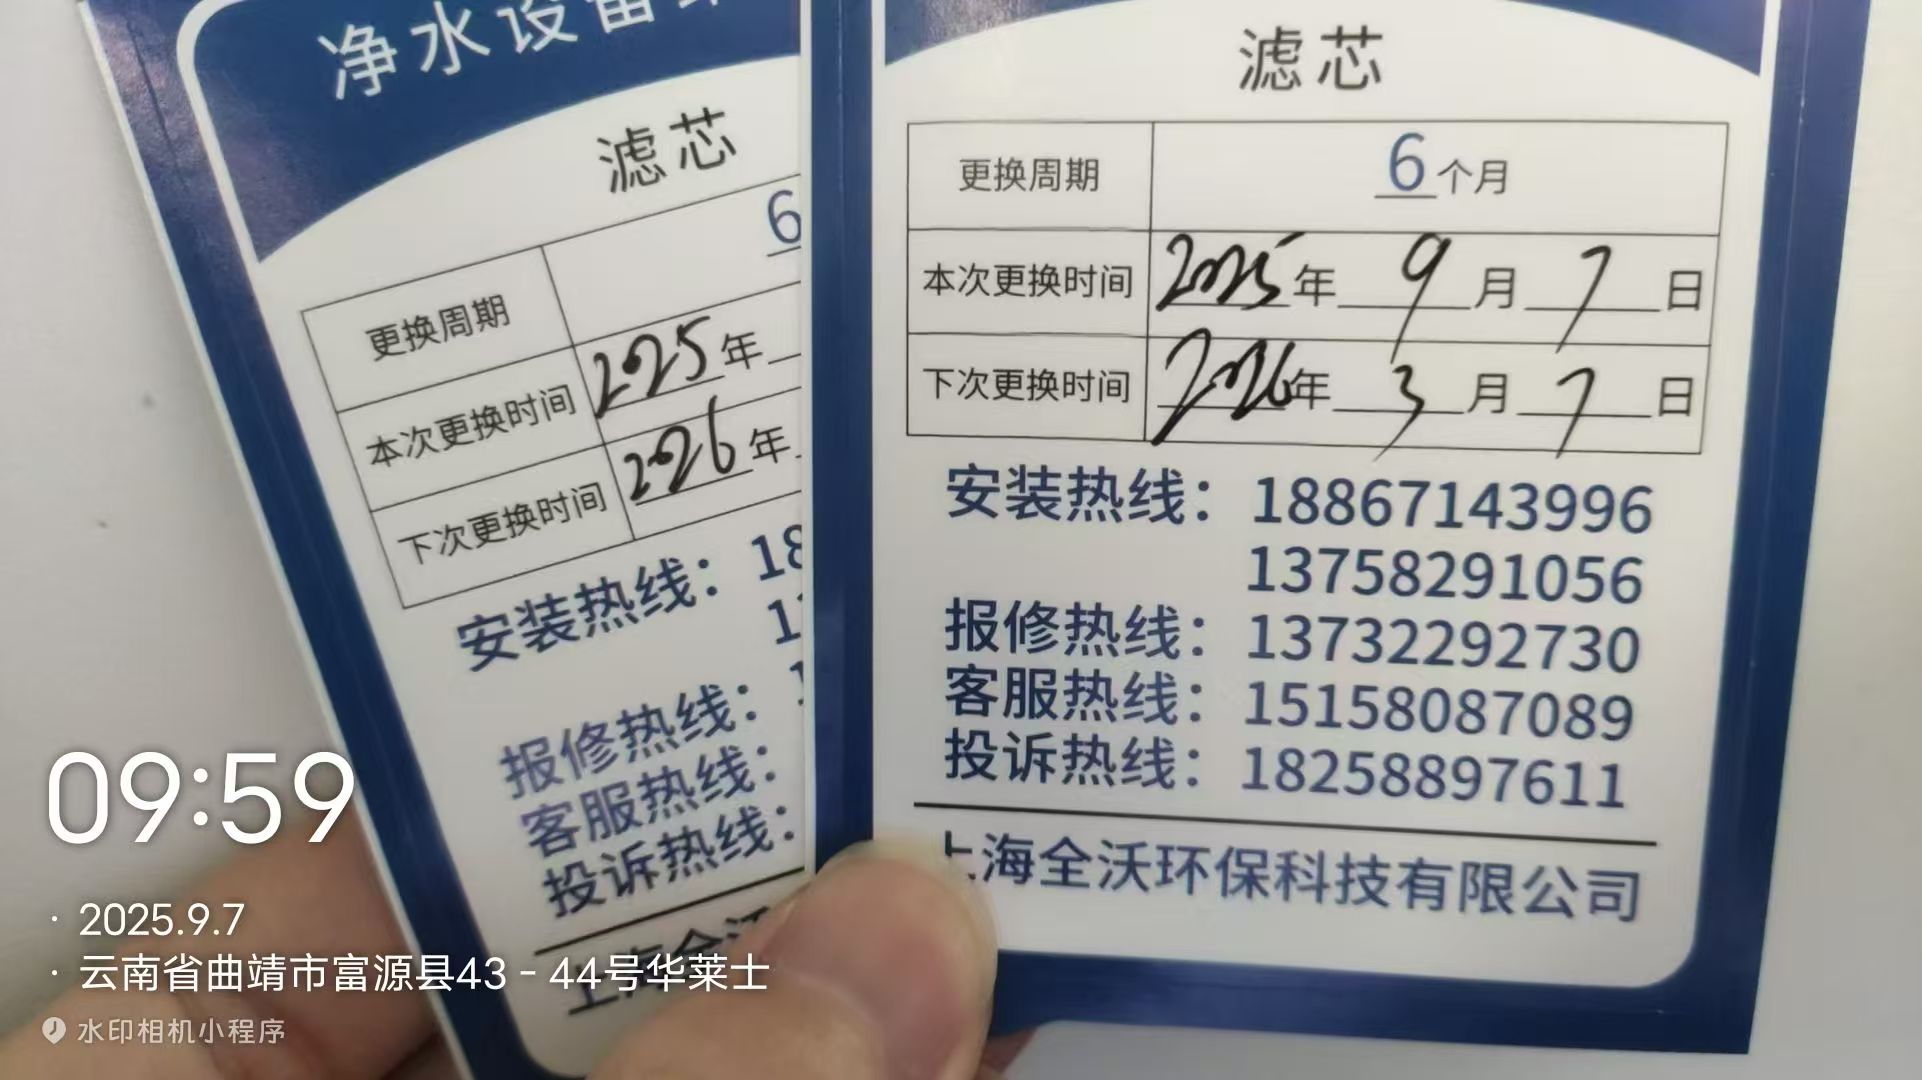 净水设备
滤芯
更换周期 6
本次更换时间 2025年
下次更换时间 2026年
安装热线：18
1
报修热线：1
客服热线：
投诉热线：
上海全沃
滤芯
更换周期 6个月
本次更换时间 2025年9月7日
下次更换时间 2026年3月7日
安装热线：18867143996
13758291056
报修热线：13732292730
客服热线：15158087089
投诉热线：18258897611
上海全沃环保科技有限公司
09:59
· 2025.9.7
· 云南省曲靖市富源县43-44号华莱士
水印相机小程序